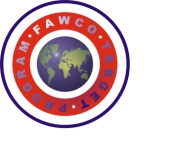 FAWCO · TARGET · PROGRAM ·